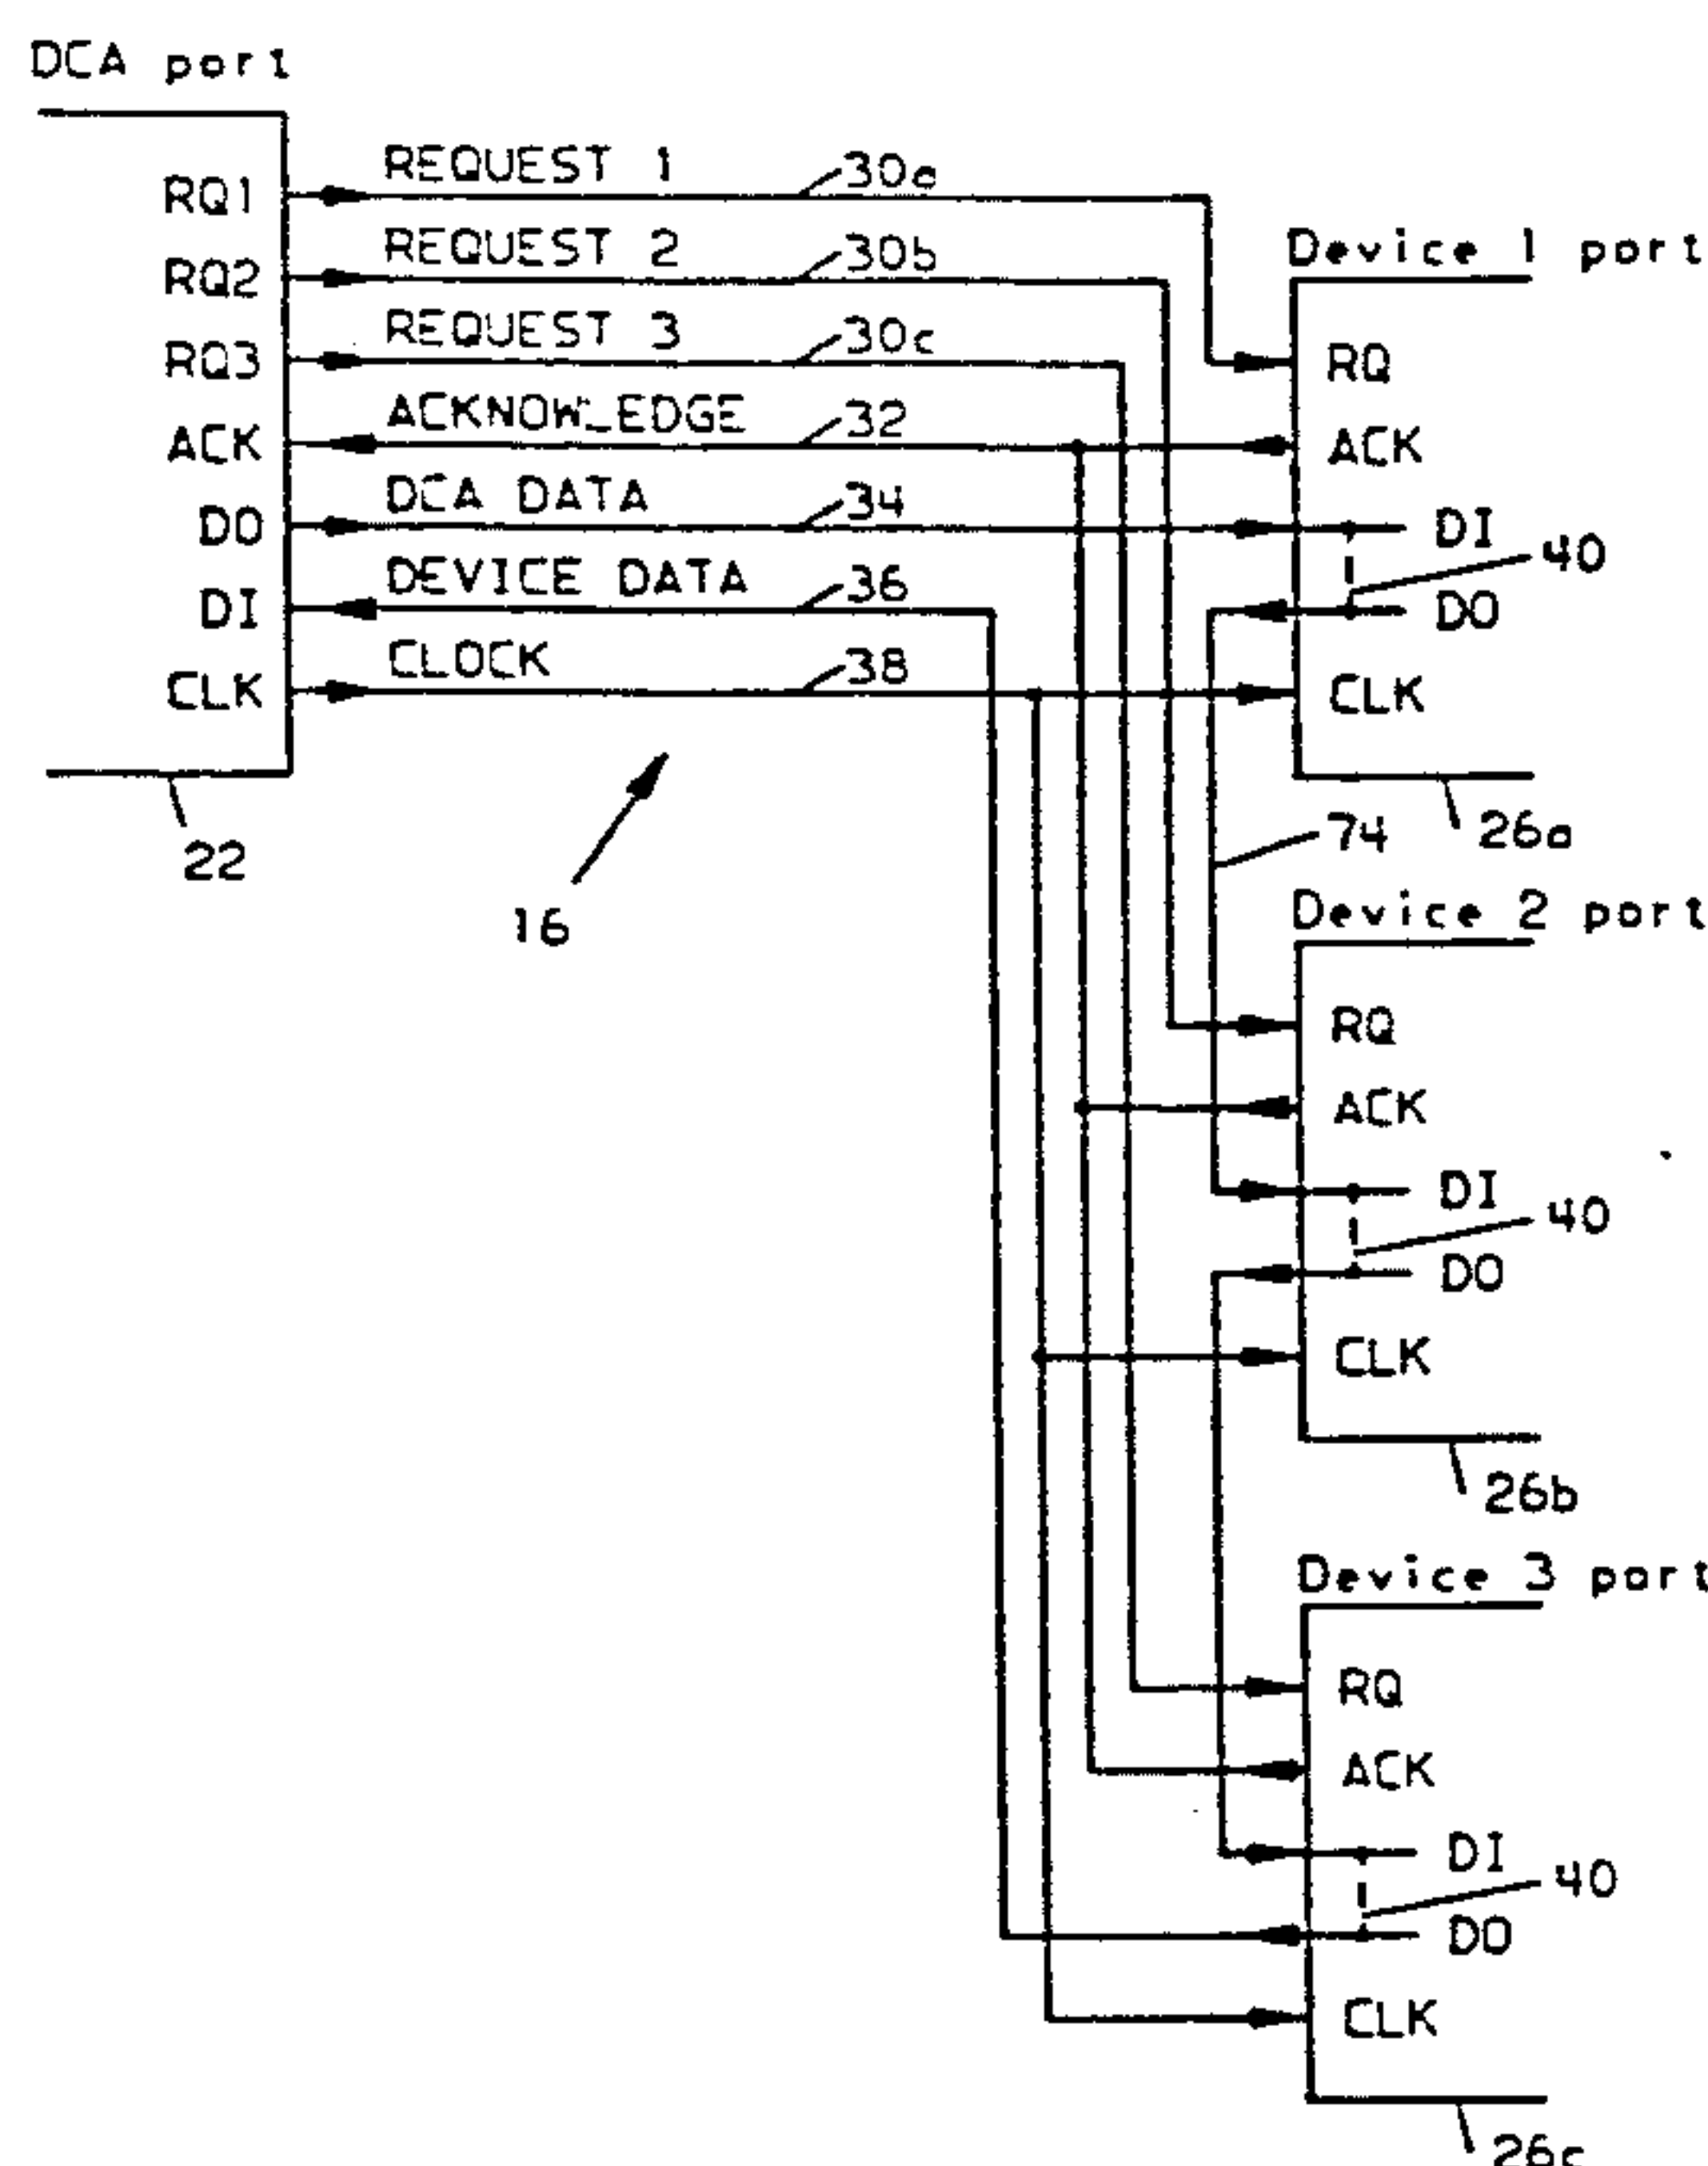 DCA port
RQ1
REQUEST 1
30a
RQ2
REQUEST 2
30b
RQ3
REQUEST 3
30c
ACK
ACKNOWLEDGE
32
DO
DCA DATA
34
DI
DEVICE DATA
36
CLK
CLOCK
38
22
16
Device 1 port
RQ
ACK
DI
40
DO
CLK
26a
74
Device 2 port
RQ
ACK
DI
40
DO
CLK
26b
Device 3 port
RQ
ACK
DI
40
DO
CLK
26c